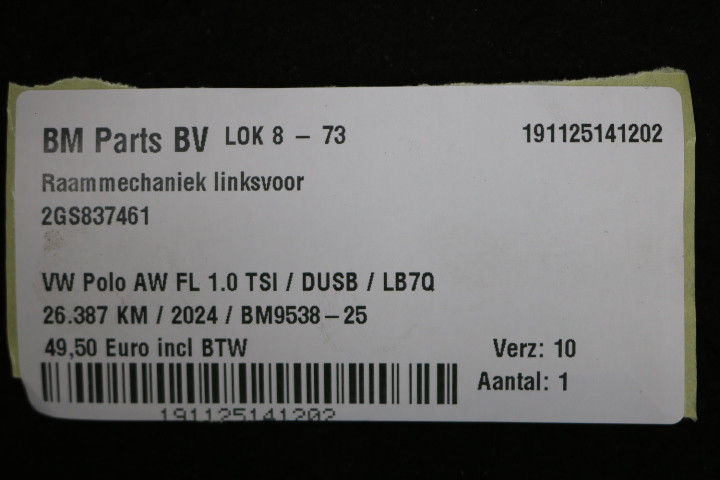 BM Parts BV LOK 8 - 73 191125141202
Raammechaniek linksvoor
2GS837461
VW Polo AW FL 1.0 TSI / DUSB / LB7Q
26.387 KM / 2024 / BM9538-25
49,50 Euro incl BTW Verz: 10
Aantal: 1
191125141202